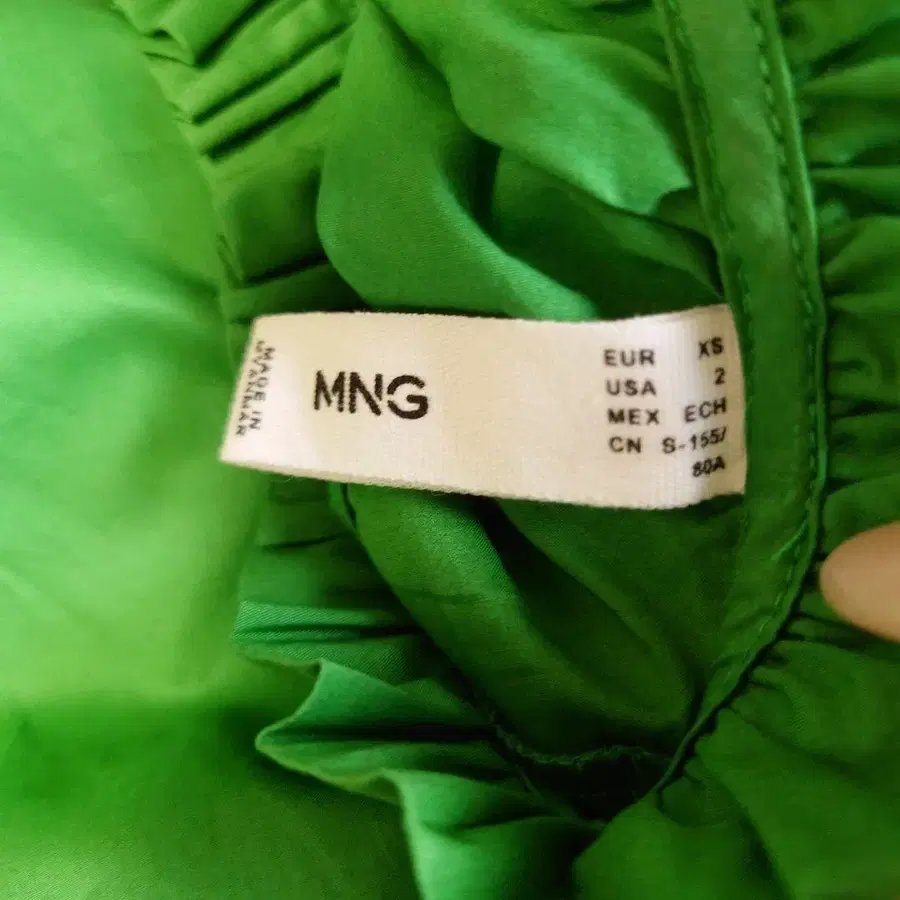 MADE IN
MYANMAR
MNG
EUR XS
USA 2
MEX ECH
CN S-155/
80A